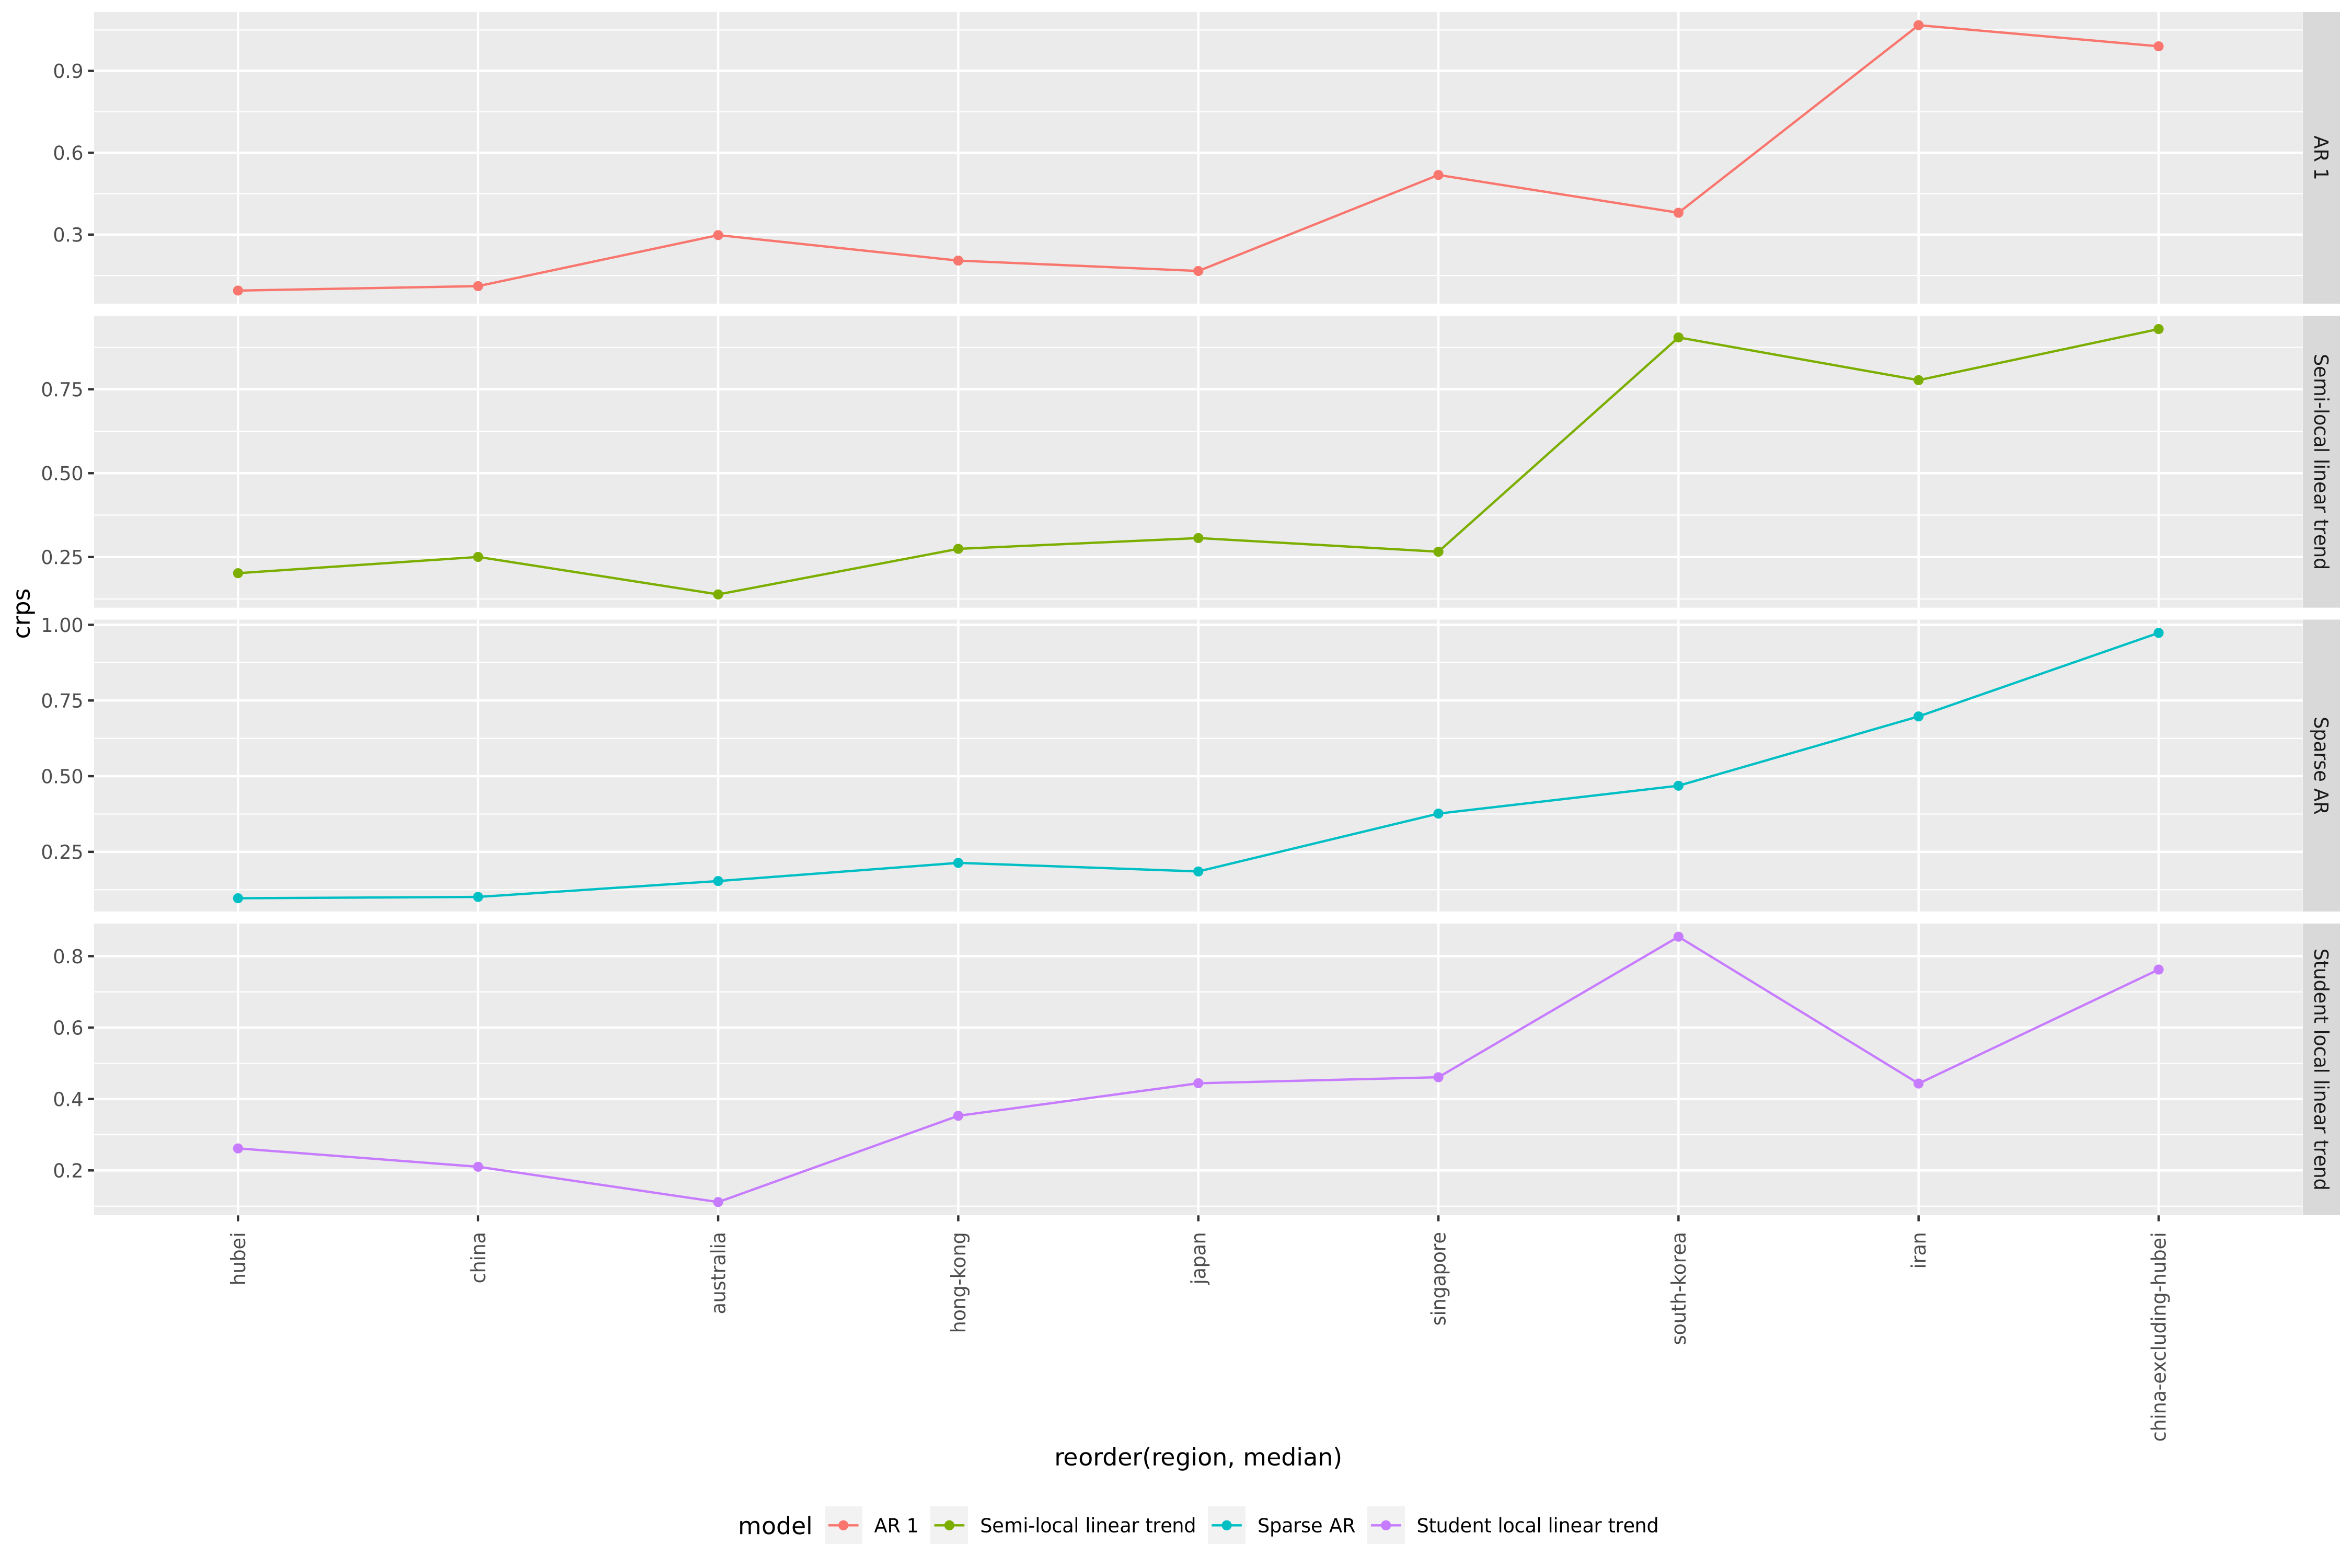 crps
0.9
0.6
0.3
AR 1
0.75
0.50
0.25
Semi-local linear trend
1.00
0.75
0.50
0.25
Sparse AR
0.8
0.6
0.4
0.2
Student local linear trend
hubei
china
australia
hong-kong
japan
singapore
south-korea
iran
china-excluding-hubei
reorder(region, median)
model AR 1 Semi-local linear trend Sparse AR Student local linear trend